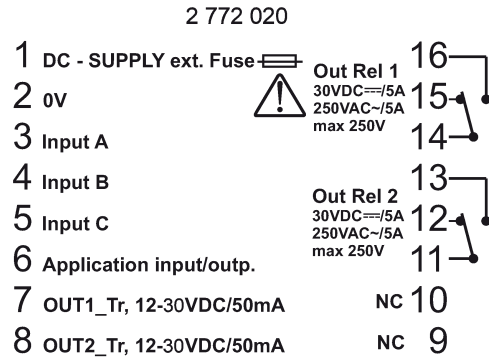 2 772 020
1 DC - SUPPLY ext. Fuse
2 0V
3 Input A
4 Input B
5 Input C
6 Application input/outp.
7 OUT1_Tr, 12-30VDC/50mA
8 OUT2_Tr, 12-30VDC/50mA
16
Out Rel 1
30VDC⎓/5A 15
250VAC~/5A
max 250V 14
13
Out Rel 2
30VDC⎓/5A 12
250VAC~/5A
max 250V 11
NC 10
NC 9